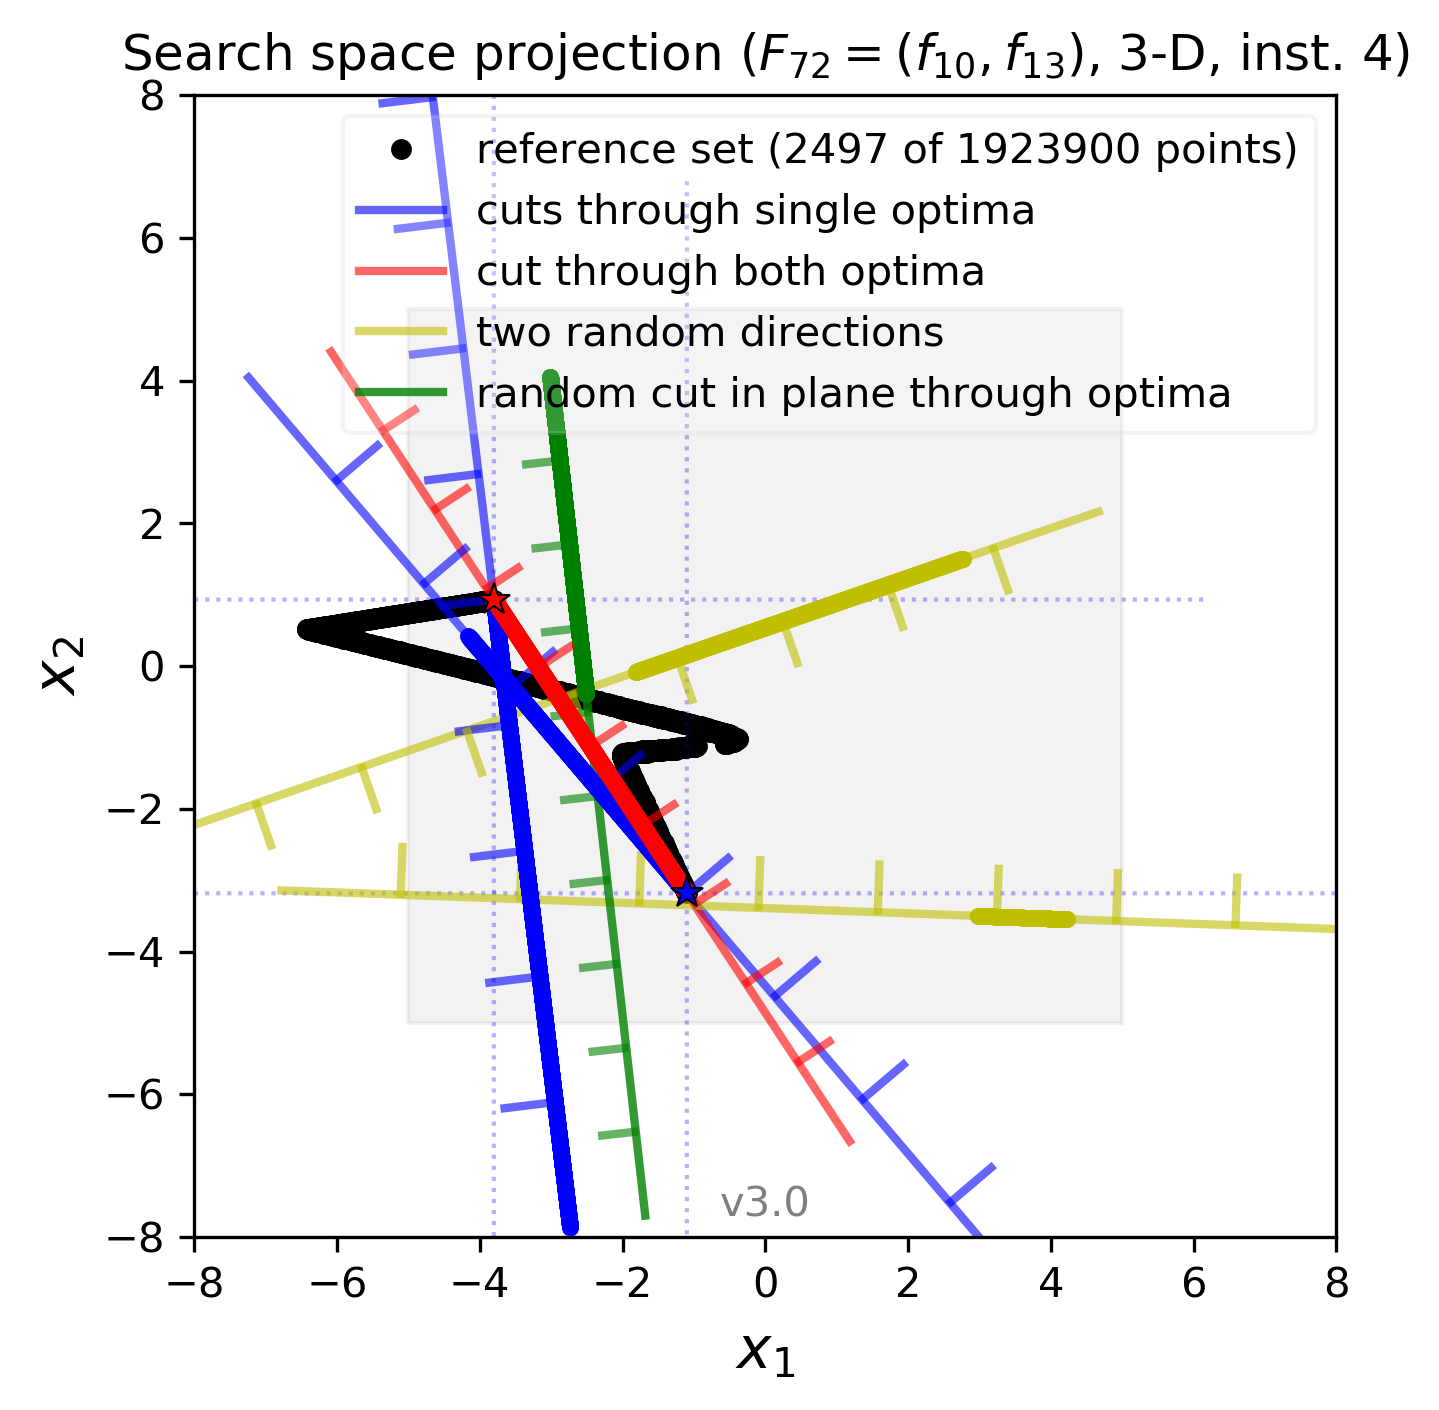 Search space projection (F₇₂ = (f₁₀, f₁₃), 3-D, inst. 4)
reference set (2497 of 1923900 points)
cuts through single optima
cut through both optima
two random directions
random cut in plane through optima
8
6
4
2
0
−2
−4
−6
−8
x₂
v3.0
−8 −6 −4 −2 0 2 4 6 8
x₁